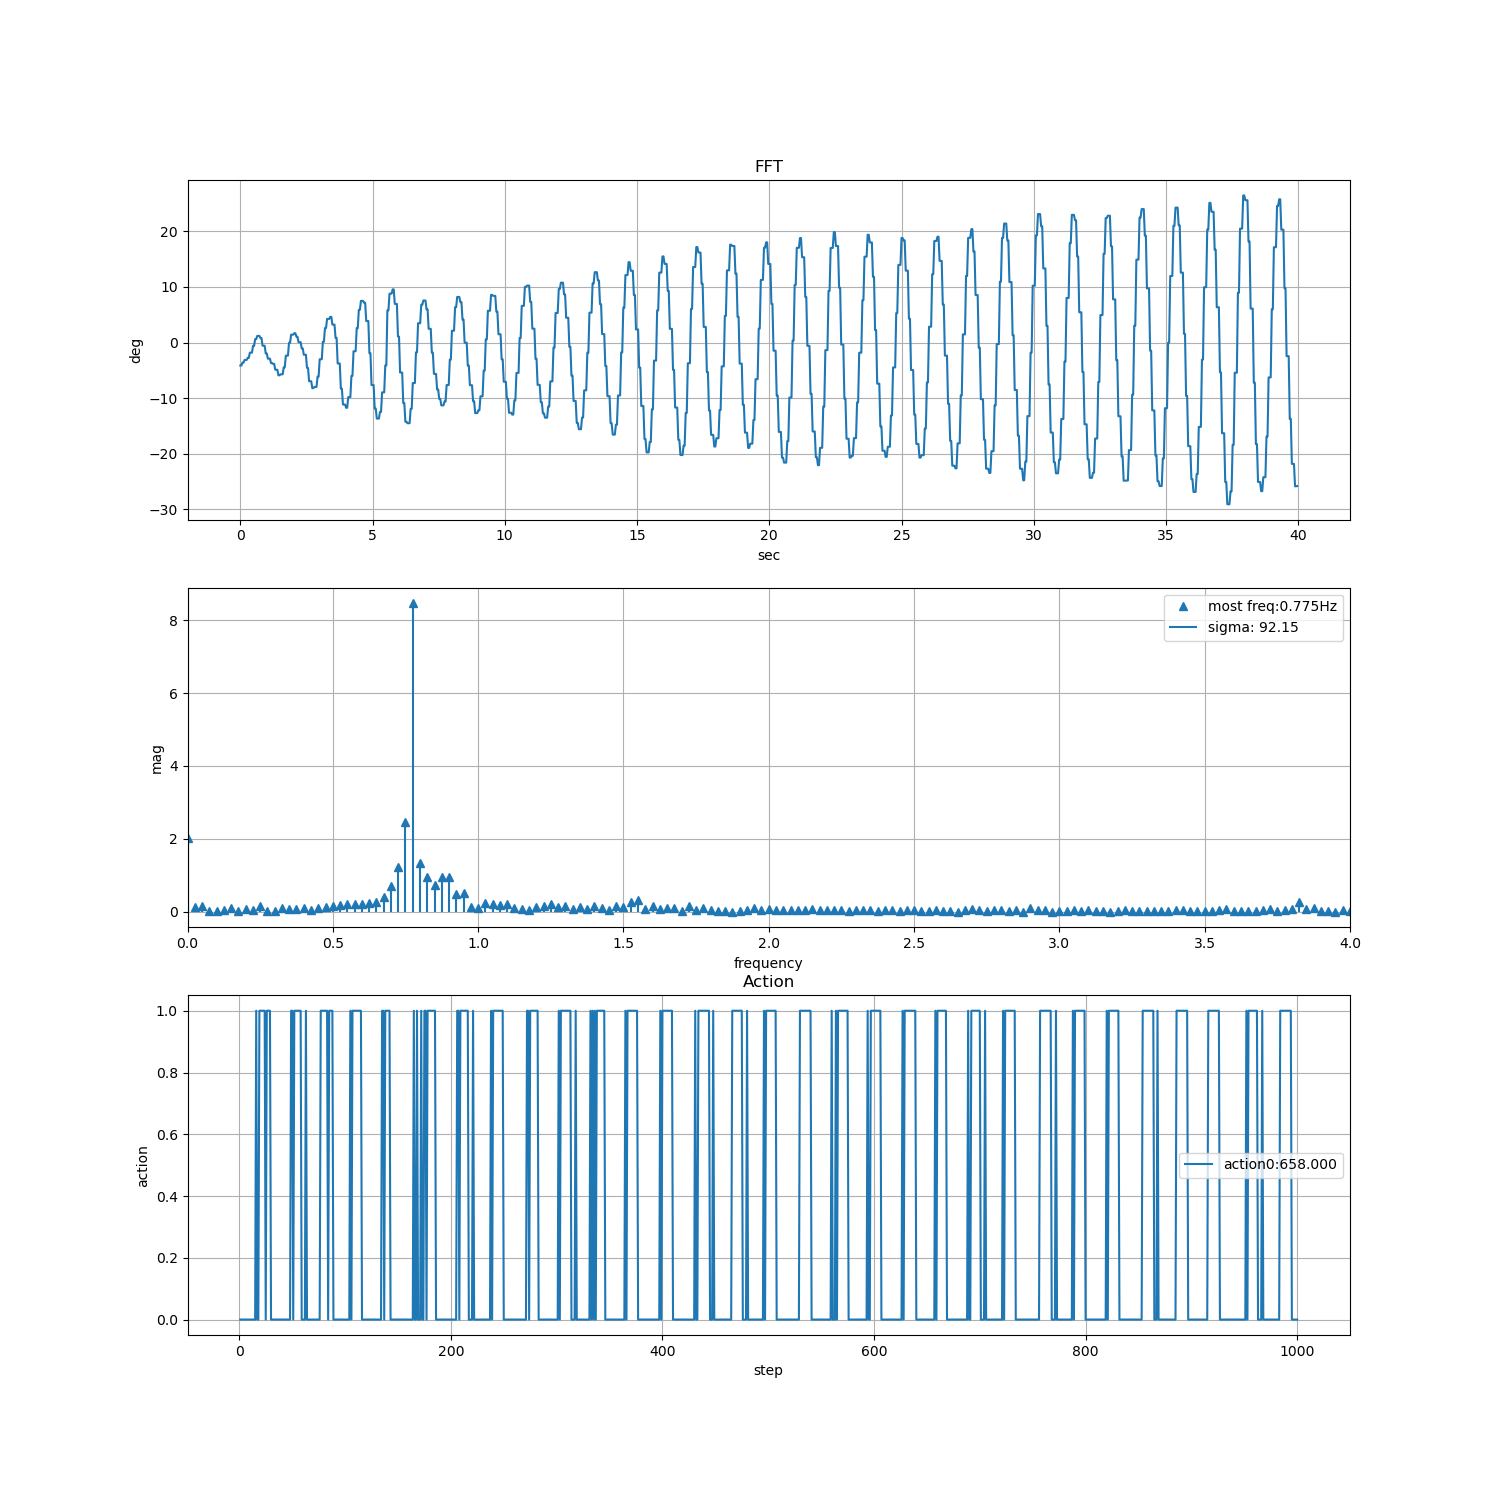 FFT
20
10
0
−10
−20
−30
deg
0 5 10 15 20 25 30 35 40
sec
most freq:0.775Hz
sigma: 92.15
8
6
4
2
0
mag
0.0 0.5 1.0 1.5 2.0 2.5 3.0 3.5 4.0
frequency
Action
1.0
0.8
0.6
0.4
0.2
0.0
action
action0:658.000
0 200 400 600 800 1000
step